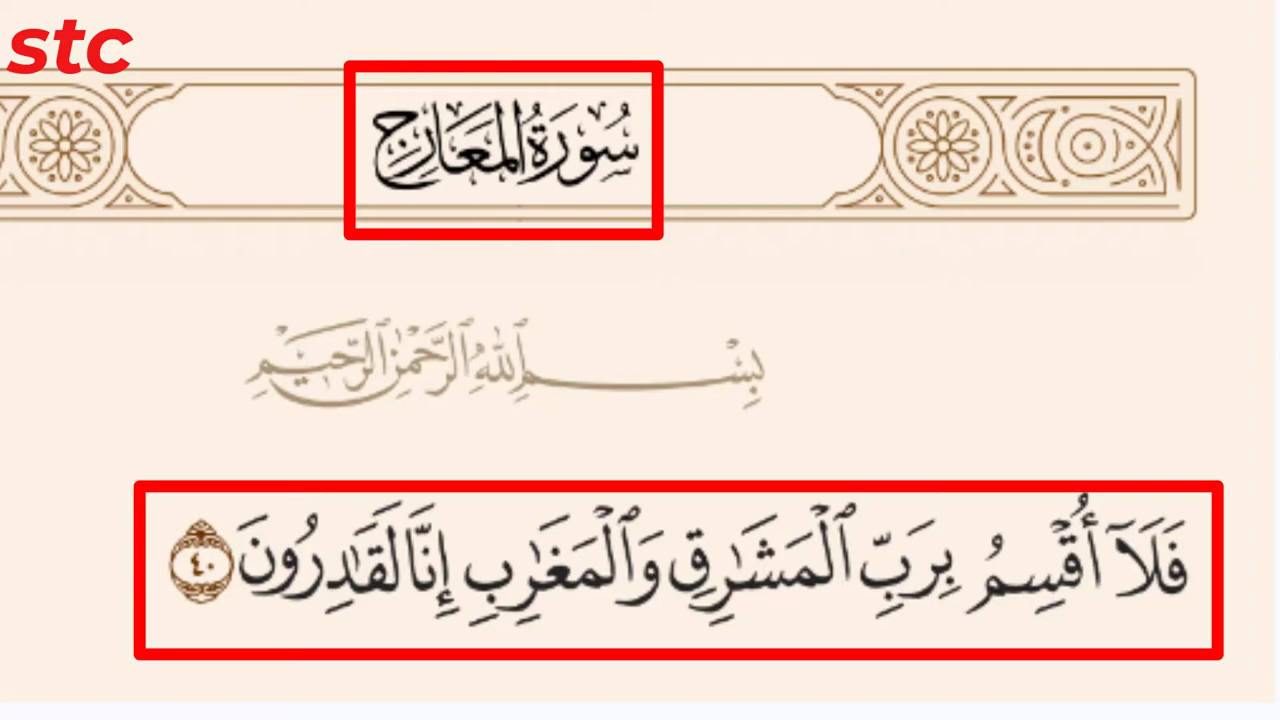 stc
سُورَةُ المَعَارِجِ
بِسْمِ ٱللَّهِ ٱلرَّحْمَٰنِ ٱلرَّحِيمِ
فَلَآ أُقْسِمُ بِرَبِّ ٱلْمَشَٰرِقِ وَٱلْمَغَٰرِبِ إِنَّا لَقَٰدِرُونَ ٤٠